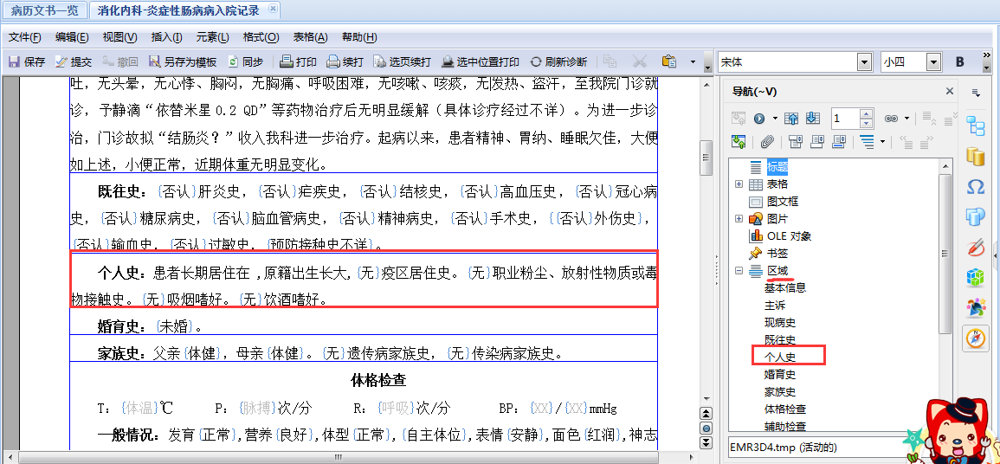 病历文书一览 消化内科-炎症性肠病病入院记录
文件(F) 编辑(E) 视图(V) 插入(I) 元素(L) 格式(O) 表格(A) 帮助(H)
保存 提交 撤回 另存为模板 同步 打印 续打 选页续打 选中位置打印 刷新诊断 宋体 小四 B
吐，无头晕，无心悸、胸闷，无胸痛、呼吸困难，无咳嗽、咳痰，无发热、盗汗，至我院门诊就
诊，予静滴“依替米星0.2 QD”等药物治疗后无明显缓解（具体诊疗经过不详）。为进一步诊
治，门诊故拟“结肠炎？”收入我科进一步治疗。起病以来，患者精神、胃纳、睡眠欠佳，大便
如上述，小便正常，近期体重无明显变化。
既往史：{否认}肝炎史，{否认}疟疾史，{否认}结核史，{否认}高血压史，{否认}冠心病
史，{否认}糖尿病史，{否认}脑血管病史，{否认}精神病史，{否认}手术史，{{否认}外伤史}，
{否认}输血史，{否认}过敏史，{预防接种史不详}。
个人史：患者长期居住在 ,原籍出生长大,{无}疫区居住史。{无}职业粉尘、放射性物质或毒
物接触史。{无}吸烟嗜好。{无}饮酒嗜好。
婚育史：{未婚}。
家族史：父亲{体健}，母亲{体健}。{无}遗传病家族史，{无}传染病家族史。
体格检查
T：{体温}℃ P：{脉搏}次/分 R：{呼吸}次/分 BP：{XX}/{XX}mmHg
一般情况：发育{正常},营养{良好},体型{正常},{自主体位},表情{安静},面色{红润},神志
导航(~V)
1
标题
表格
图文框
图片
OLE 对象
书签
区域
基本信息
主诉
现病史
既往史
个人史
婚育史
家族史
体格检查
辅助检查
EMR3D4.tmp (活动的)